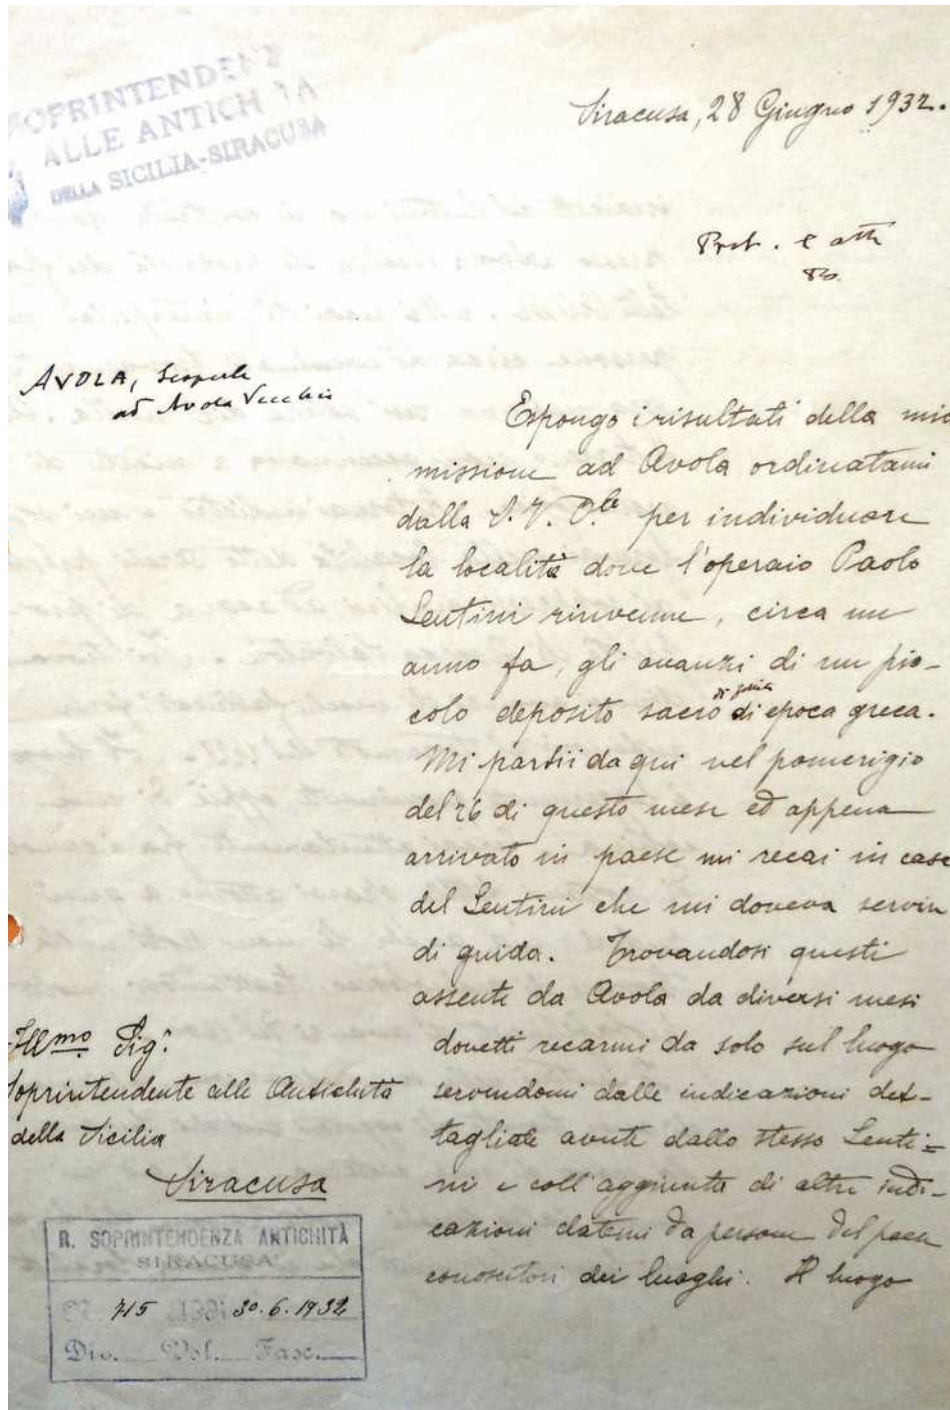 SOPRINTENDENZ
ALLE ANTICHITA
DELLA SICILIA-SIRACUSA
Siracusa, 28 Giugno 1932.
Prot. e atti
AVOLA, Scoperte
ad Avola Vecchia
Espongo i risultati della mia
missione ad Avola ordinatami
dalla S. V. Ill.
per individuare
la località dove l'operaio Paolo
Lentini rinvenne, circa un
anno fa, gli avanzi di un pic-
colo deposito sacro di epoca greca.
Mi partii da qui nel pomerigio
del 26 di questo mese ed appena
arrivato in paese mi recai in casa
del Lentini che mi doveva servire
di guida. Trovandosi questi
assente da Avola da diversi mesi
dovetti recarmi da solo sul luogo
servendomi dalle indicazioni det-
tagliate avute dallo stesso Lenti=
ni e coll'aggiunta di altre indi-
cazioni datemi da persone del paese
conoscitori dei luoghi. Il luogo
Ill.mo Sig.r
Soprintendente alle Antichità
della Sicilia
Siracusa
R. SOPRINTENDENZA ANTICHITÀ
SIRACUSA
715 30.6.1932
Div. Vol. Fasc.